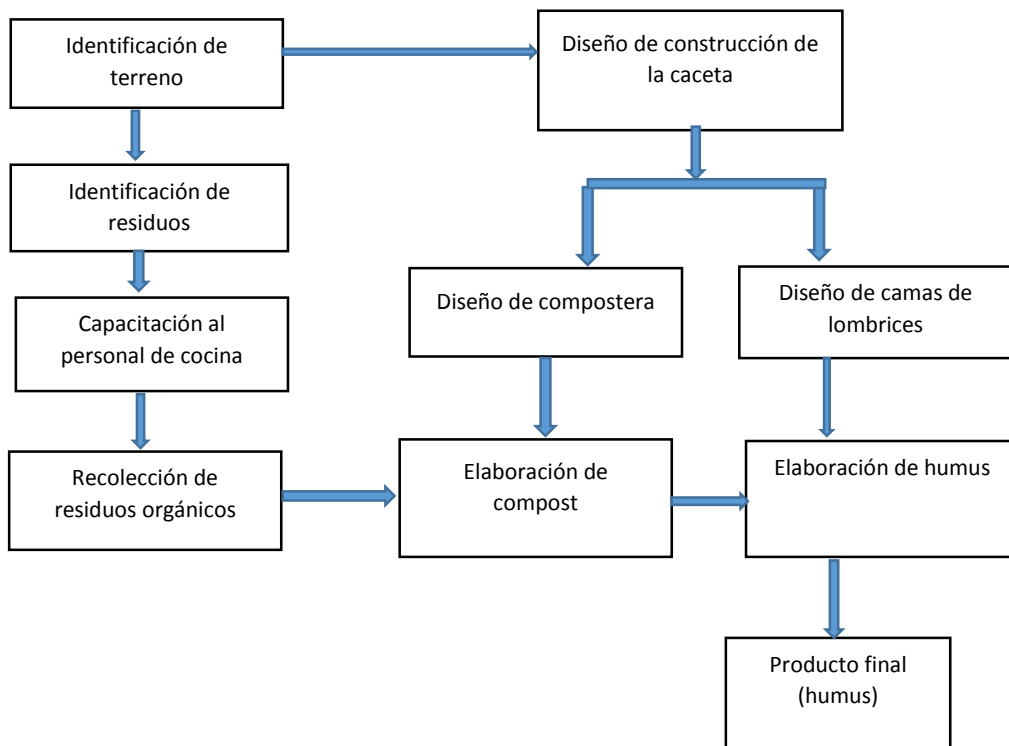 Identificación de
terreno
Diseño de construcción de
la caceta
Identificación de
residuos
Diseño de compostera
Diseño de camas de
lombrices
Capacitación al
personal de cocina
Recolección de
residuos orgánicos
Elaboración de
compost
Elaboración de humus
Producto final
(humus)